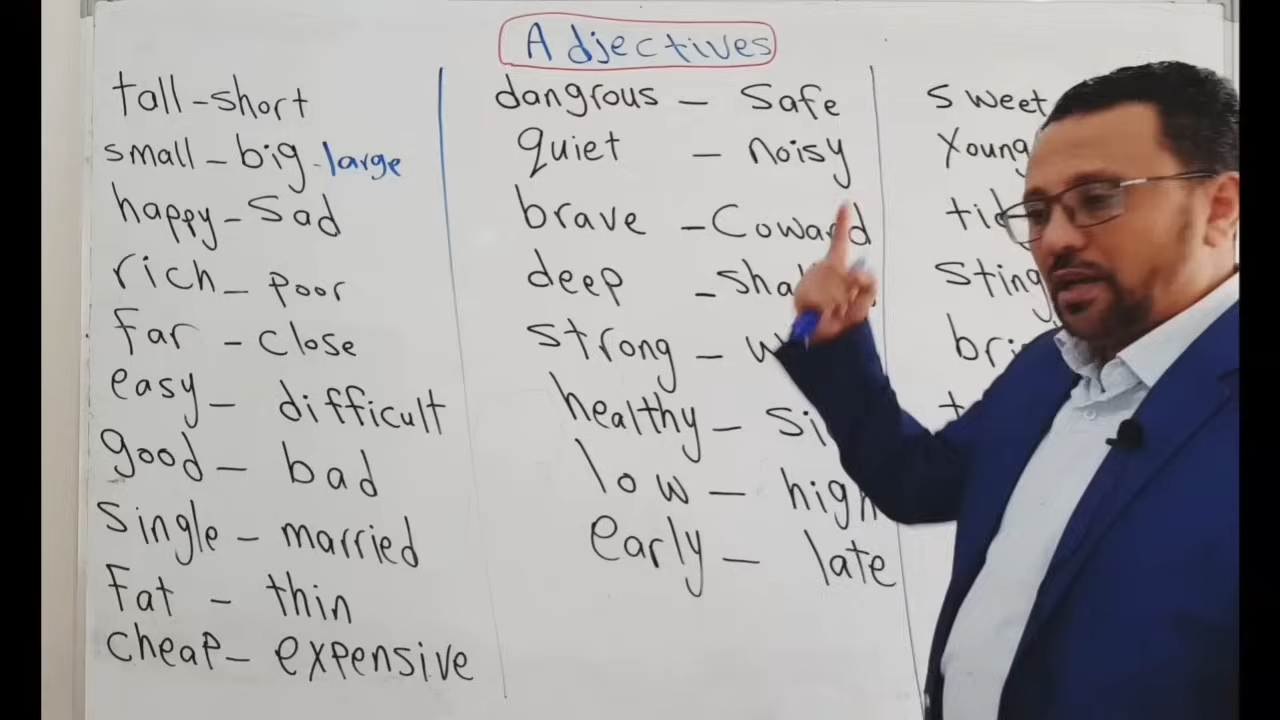 Adjectives
tall - short
small - big - large
happy - Sad
rich - poor
far - close
easy - difficult
good - bad
Single - married
Fat - thin
cheap - expensive
dangrous - Safe
quiet - noisy
brave - Coward
deep -
strong -
healthy -
low - high
early - late
Sweet
Young